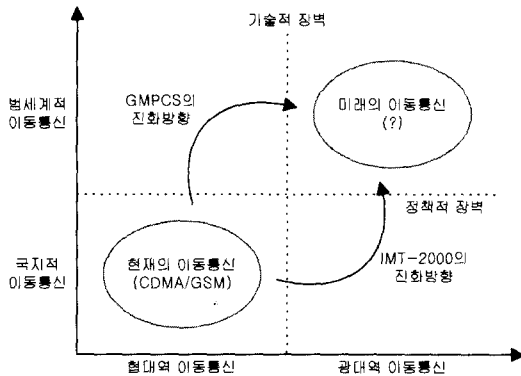 기술적 장벽
범세계적
이동통신
GMPCS의
진화방향
미래의 이동통신
(?)
정책적 장벽
국지적
이동통신
현재의 이동통신
(CDMA/GSM)
IMT-2000의
진화방향
협대역 이동통신
광대역 이동통신